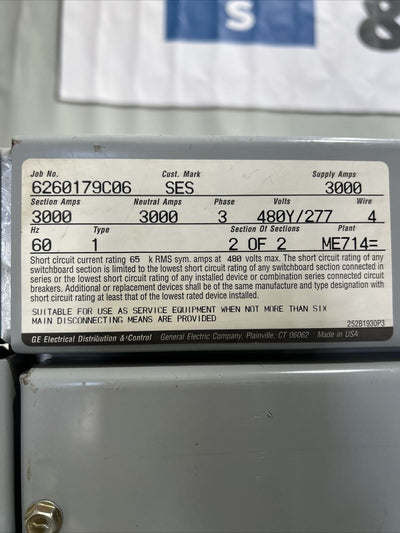 S
&
Job No. Cust. Mark Supply Amps
6260179C06 SES 3000
Section Amps Neutral Amps Phase Volts Wire
3000 3000 3 480Y/277 4
Hz Type Section Of Sections Plant
60 1 2 OF 2 ME714=
Short circuit current rating 65 k RMS sym. amps at 480 volts max. The short circuit rating of any
switchboard section is limited to the lowest short circuit rating of any switchboard section connected in
series or the lowest short circuit rating of any installed device or combination series connected circuit
breakers. Additional or replacement devices shall be of the same manufacture and type designation with
short circuit rating at least that of the lowest rated device installed.
SUITABLE FOR USE AS SERVICE EQUIPMENT WHEN NOT MORE THAN SIX
MAIN DISCONNECTING MEANS ARE PROVIDED
252B1930P3
GE Electrical Distribution & Control General Electric Company, Plainville, CT 06062 Made in USA